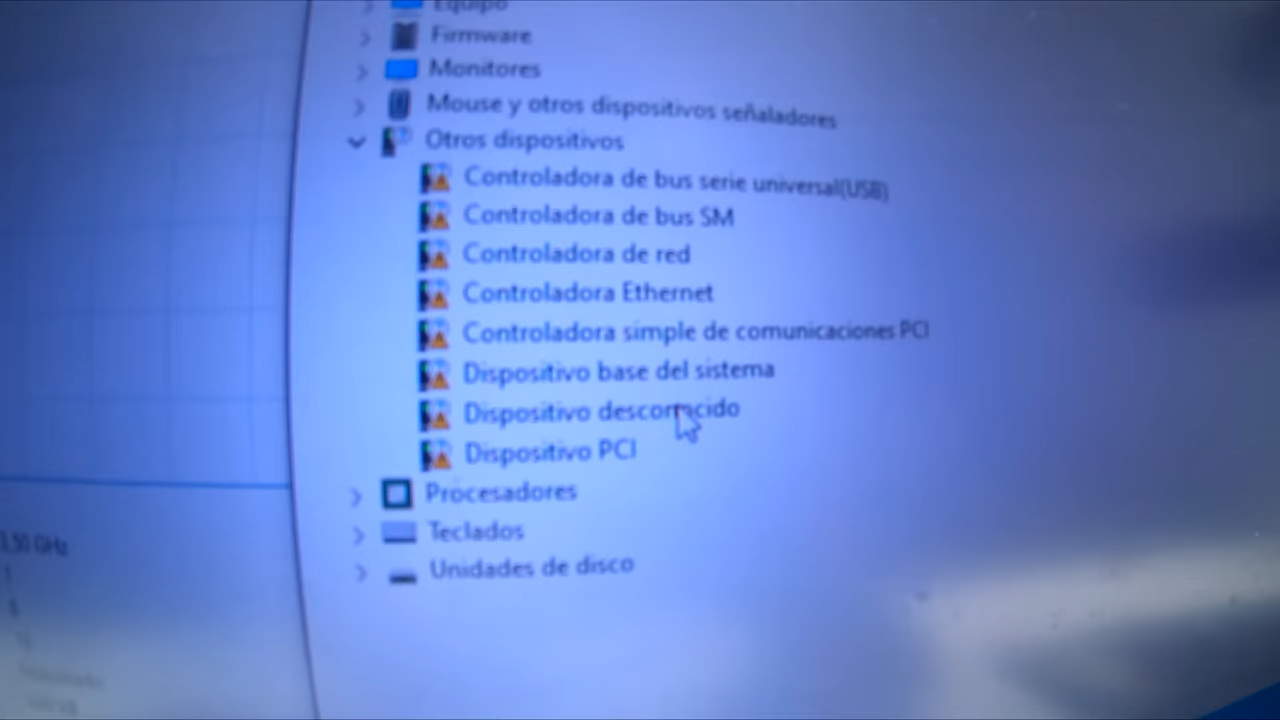 Equipo
Firmware
Monitores
Mouse y otros dispositivos señaladores
Otros dispositivos
Controladora de bus serie universal(USB)
Controladora de bus SM
Controladora de red
Controladora Ethernet
Controladora simple de comunicaciones PCI
Dispositivo base del sistema
Dispositivo desconocido
Dispositivo PCI
Procesadores
Teclados
Unidades de disco
GHz